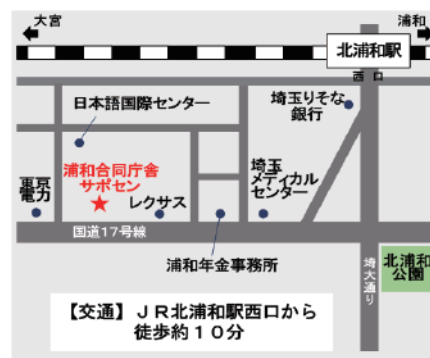 大宮
浦和
北浦和駅
西口
日本語国際センター
埼玉りそな
銀行
浦和合同庁舎
サポセン
東京
電力
レクサス
埼玉
メディカル
センター
国道17号線
浦和年金事務所
埼大通り
北浦和
公園
【交通】ＪＲ北浦和駅西口から
徒歩約１０分